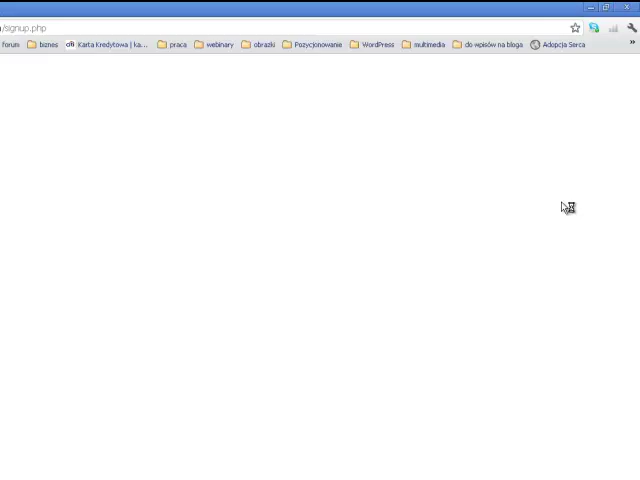 /signup.php
forum biznes Karta Kredytowa | ka... praca webinary obrazki Pozycjonowanie WordPress multimedia do wpisów na bloga Adopcja Serca »